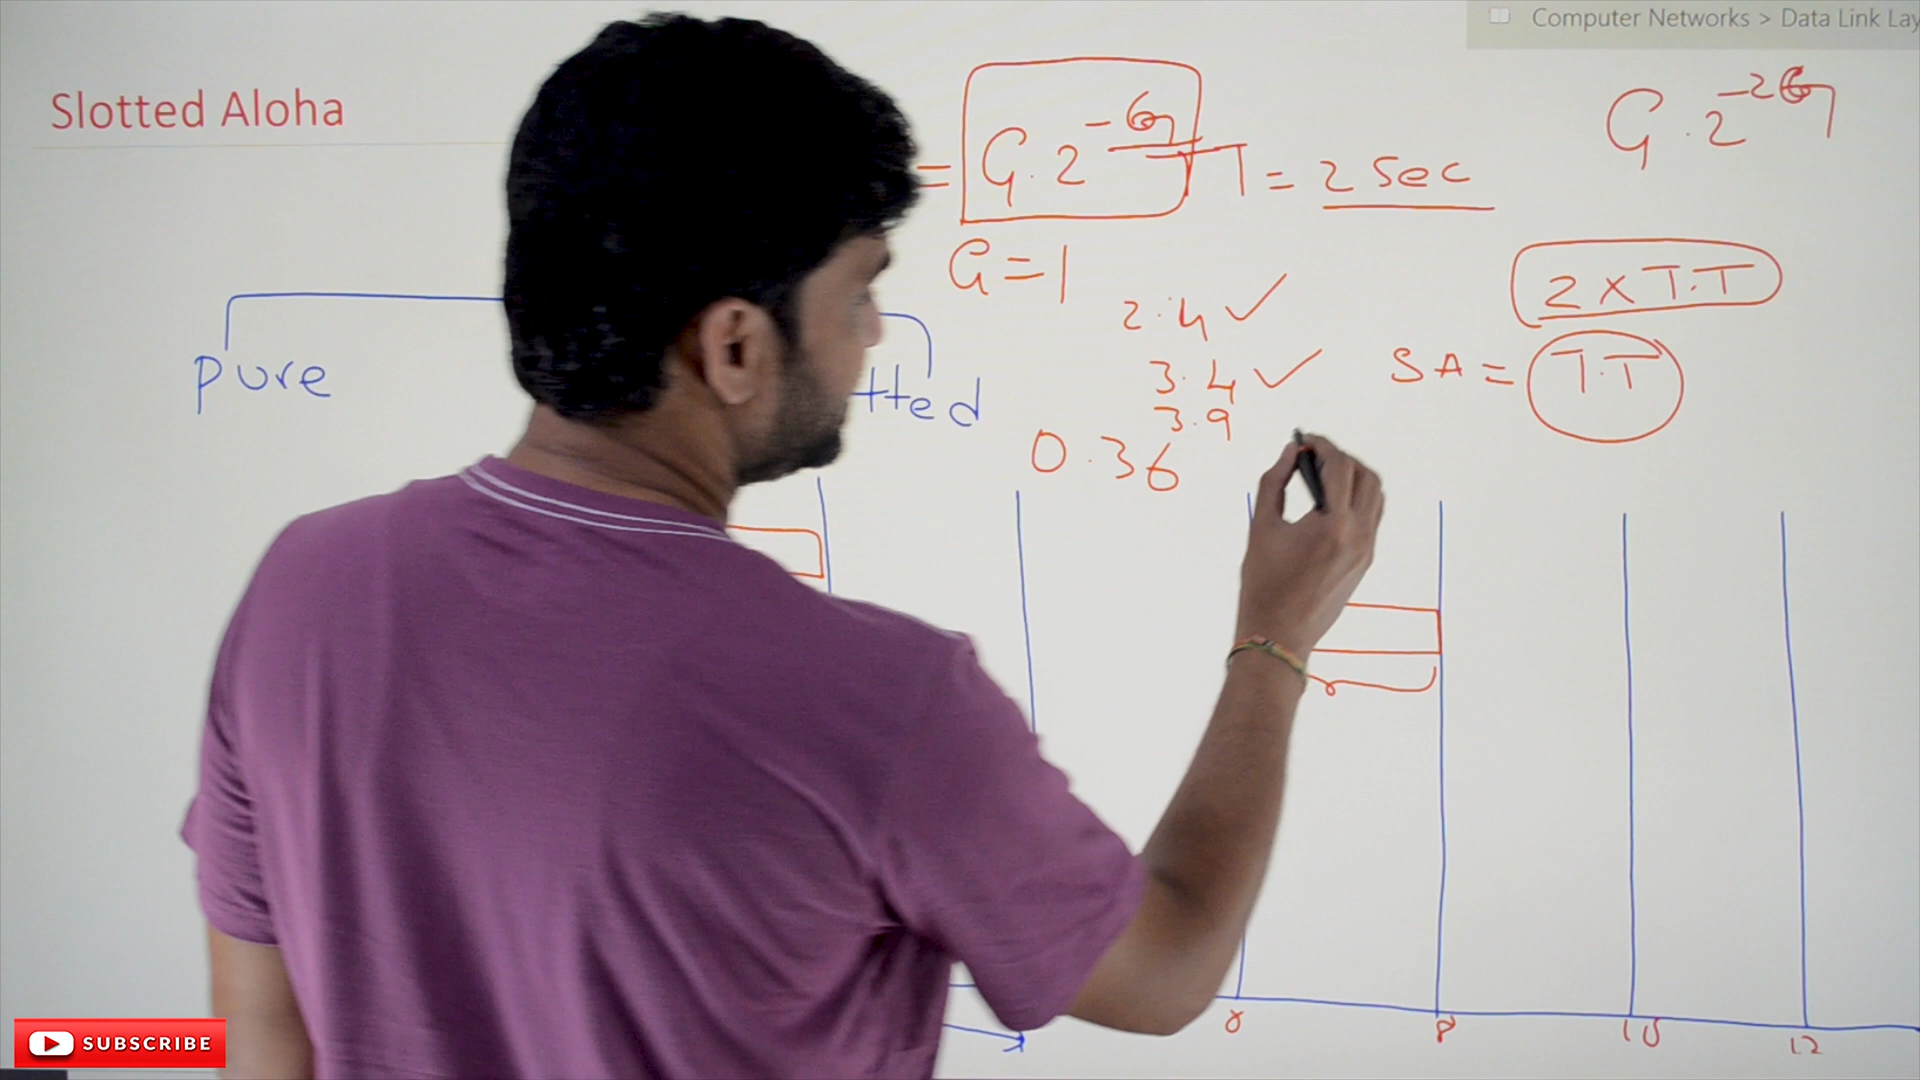 Computer Networks > Data Link Lay
Slotted Aloha
= G.2^-G
T = 2 Sec
G.2^-2G
G=1
2.4 ✓
2 x T.T
3.4 ✓
SA = T.T
3.9
0.36
pure
tted
8
10
12
SUBSCRIBE